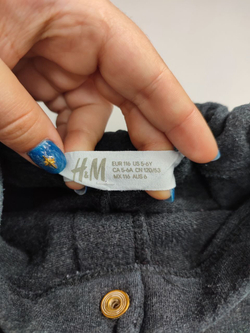 H&M
EUR 116 US 5-6Y
CA 5-6A CN 120/53
MX 116 AUS 6